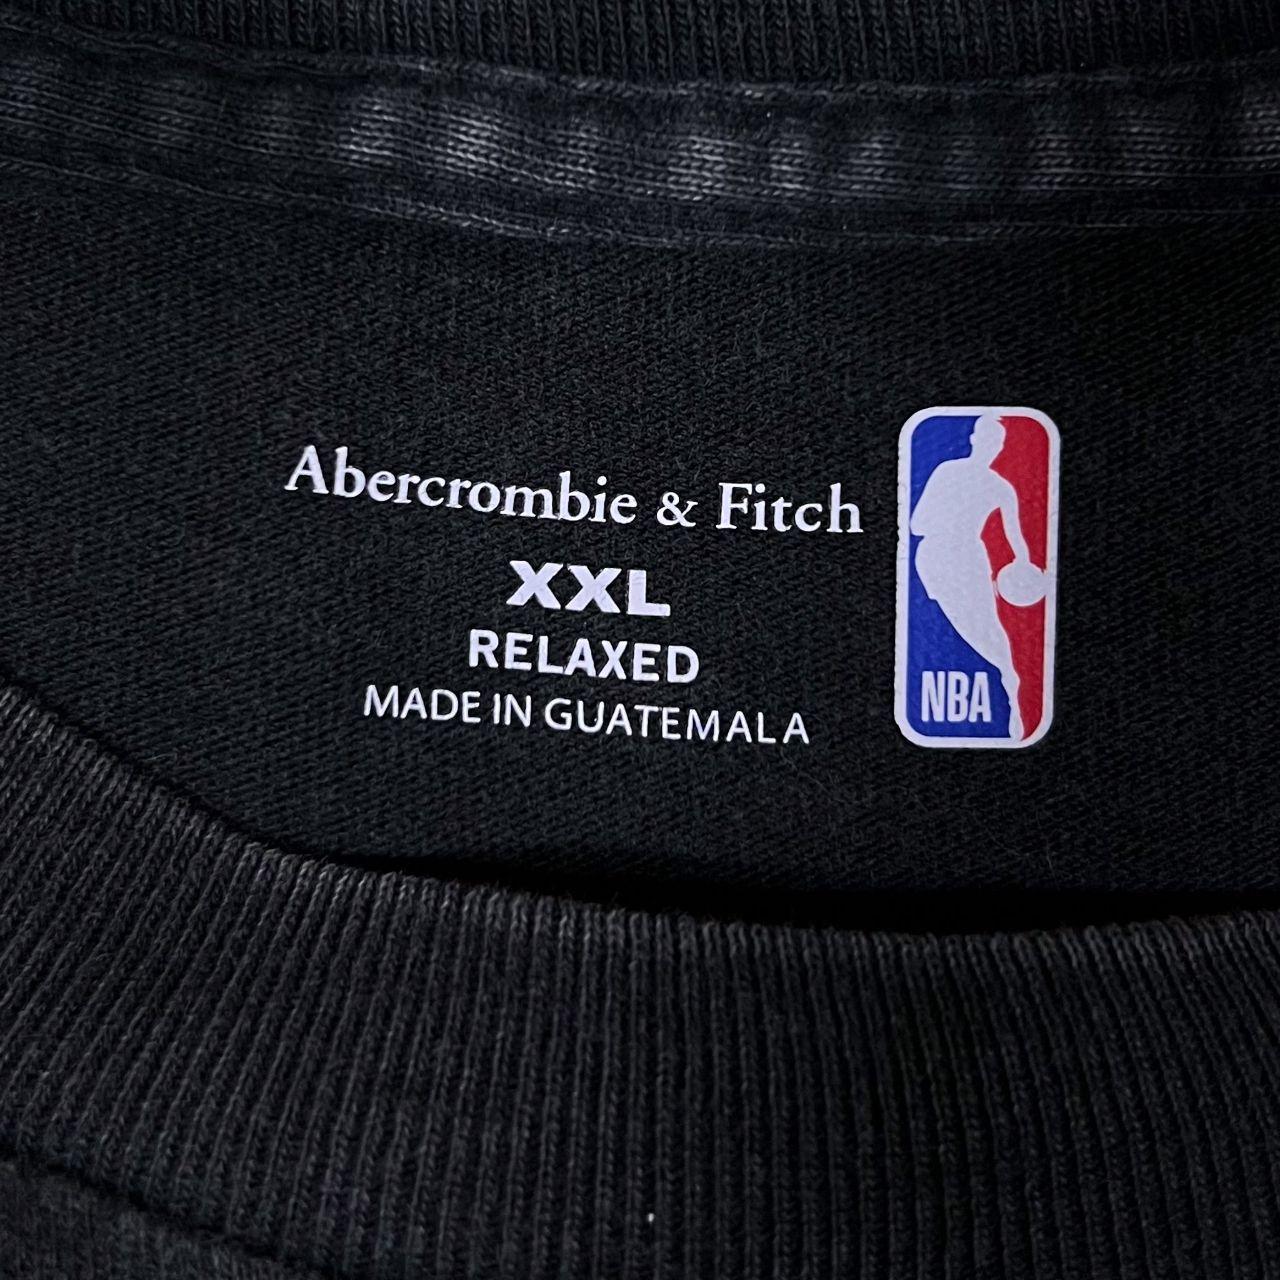 Abercrombie & Fitch
XXL
RELAXED
MADE IN GUATEMALA
NBA